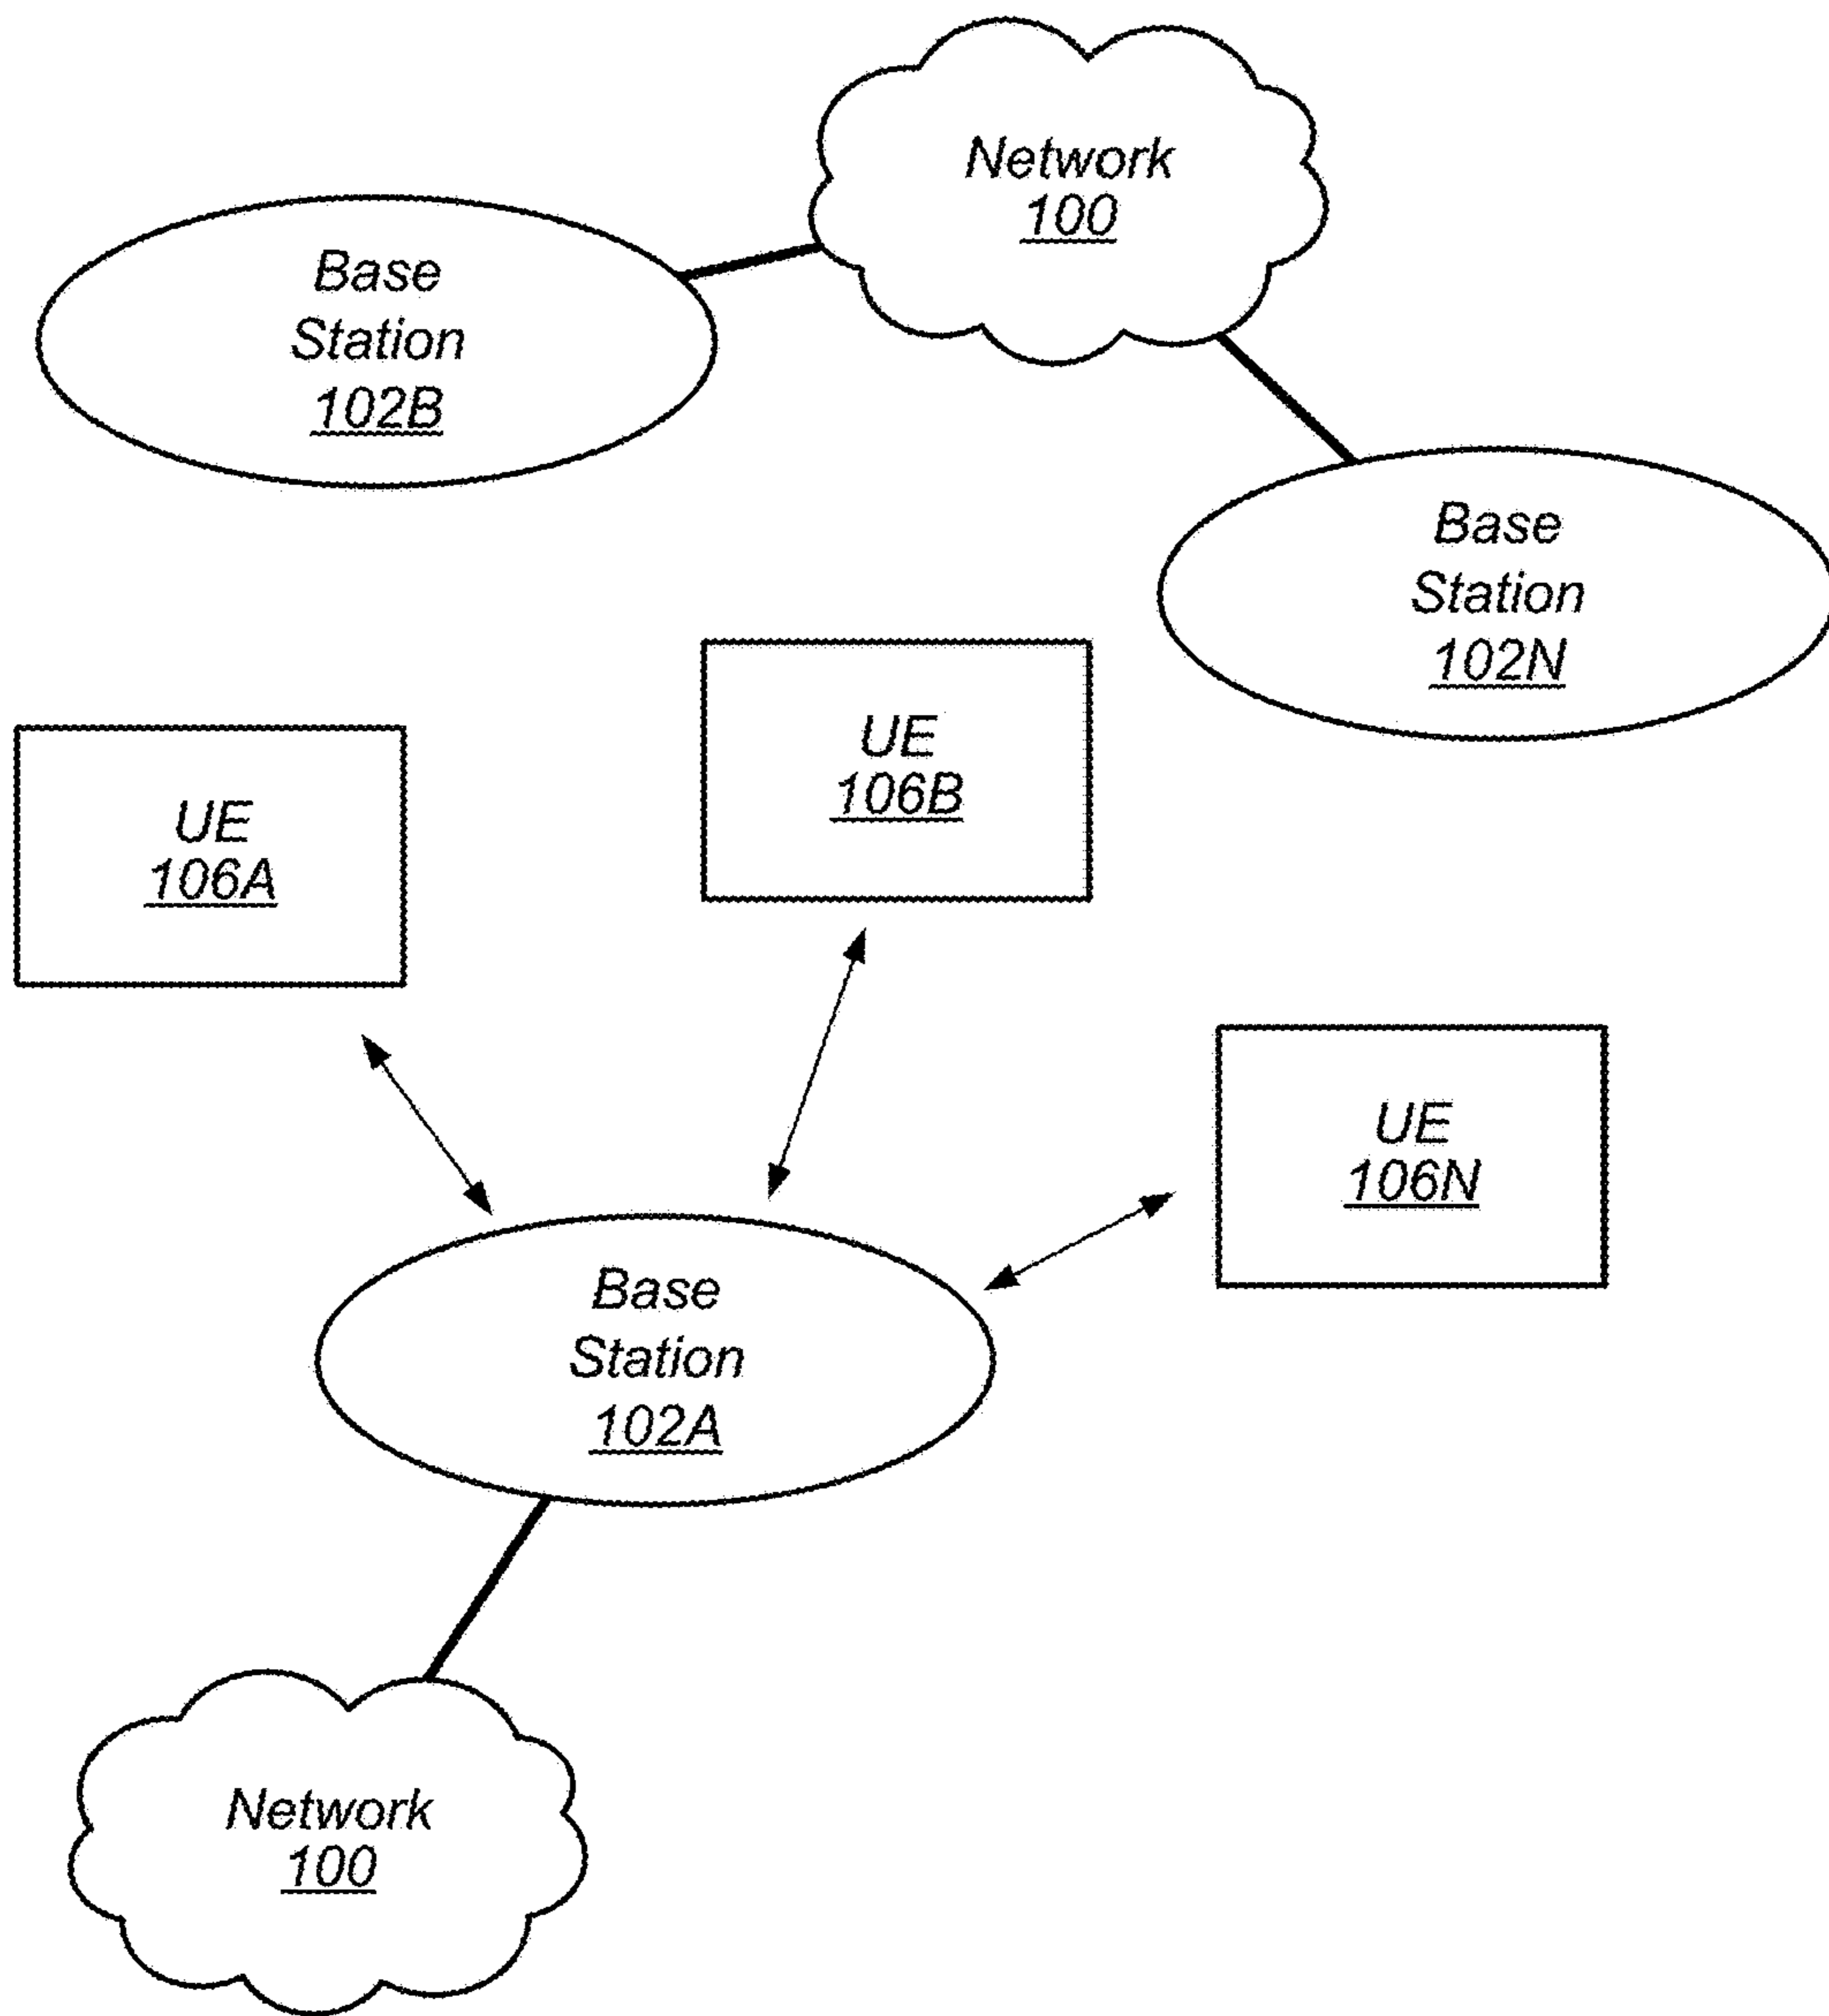 Network
100
Base
Station
102B
Base
Station
102N
UE
106B
UE
106A
UE
106N
Base
Station
102A
Network
100